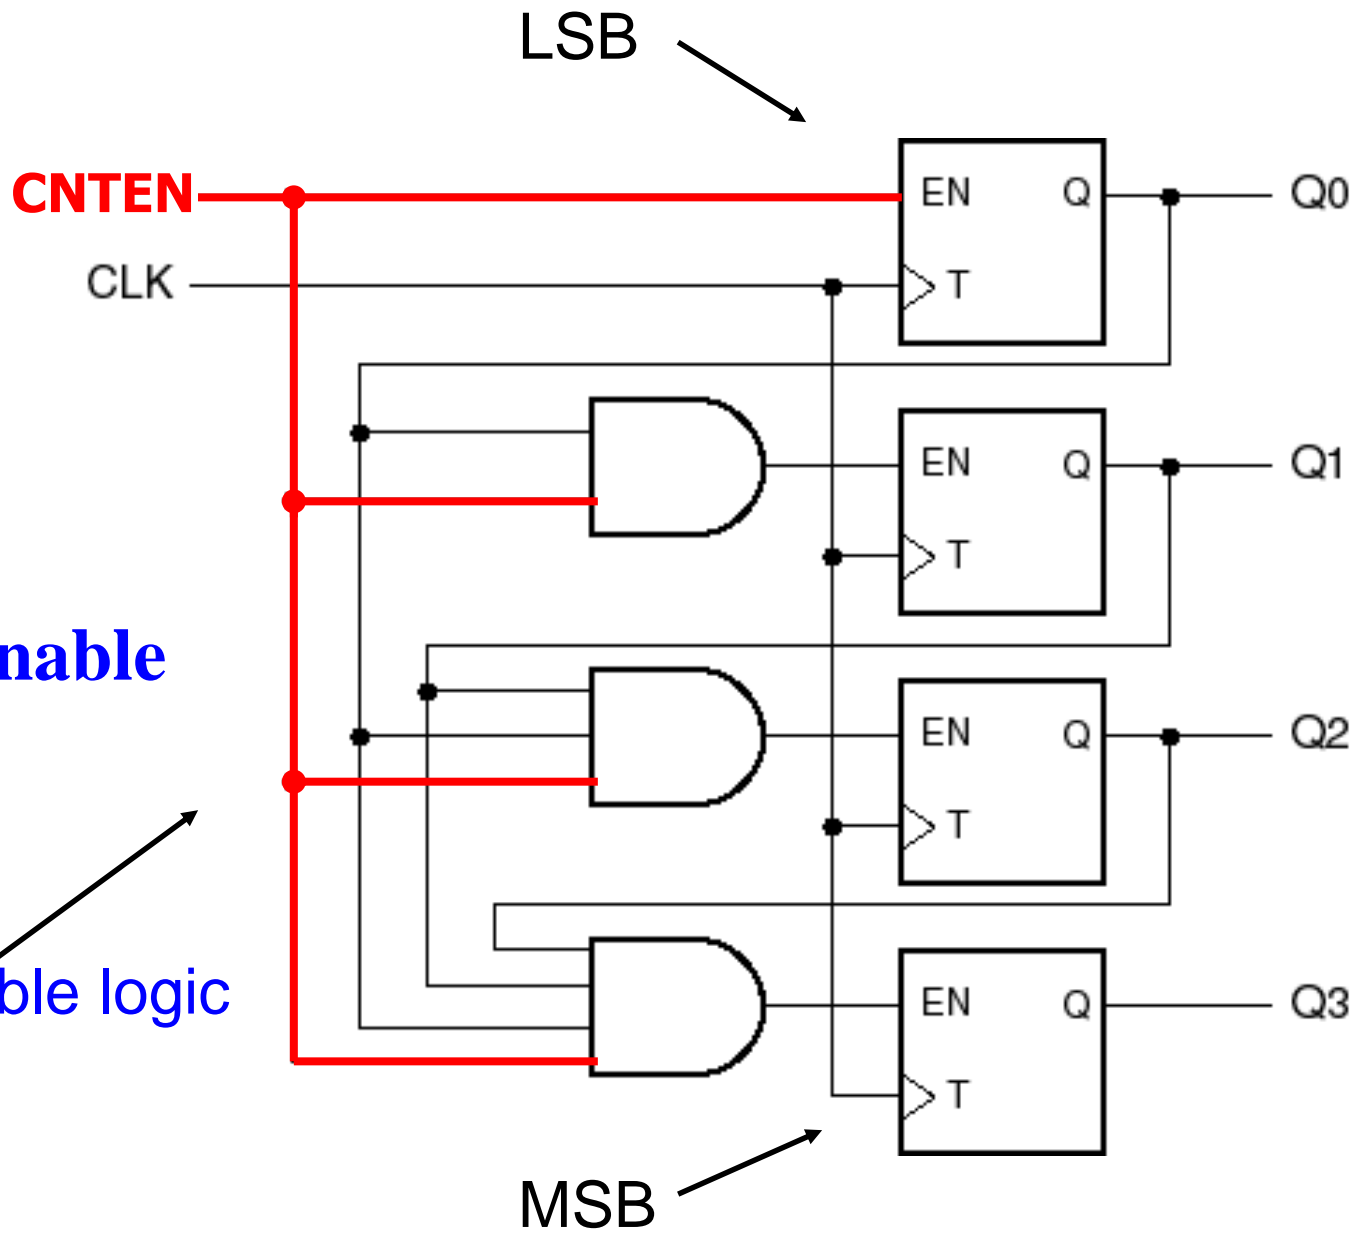 LSB
CNTEN
EN Q Q0
CLK
T
EN Q Q1
T
nable
EN Q Q2
T
ble logic
EN Q Q3
T
MSB